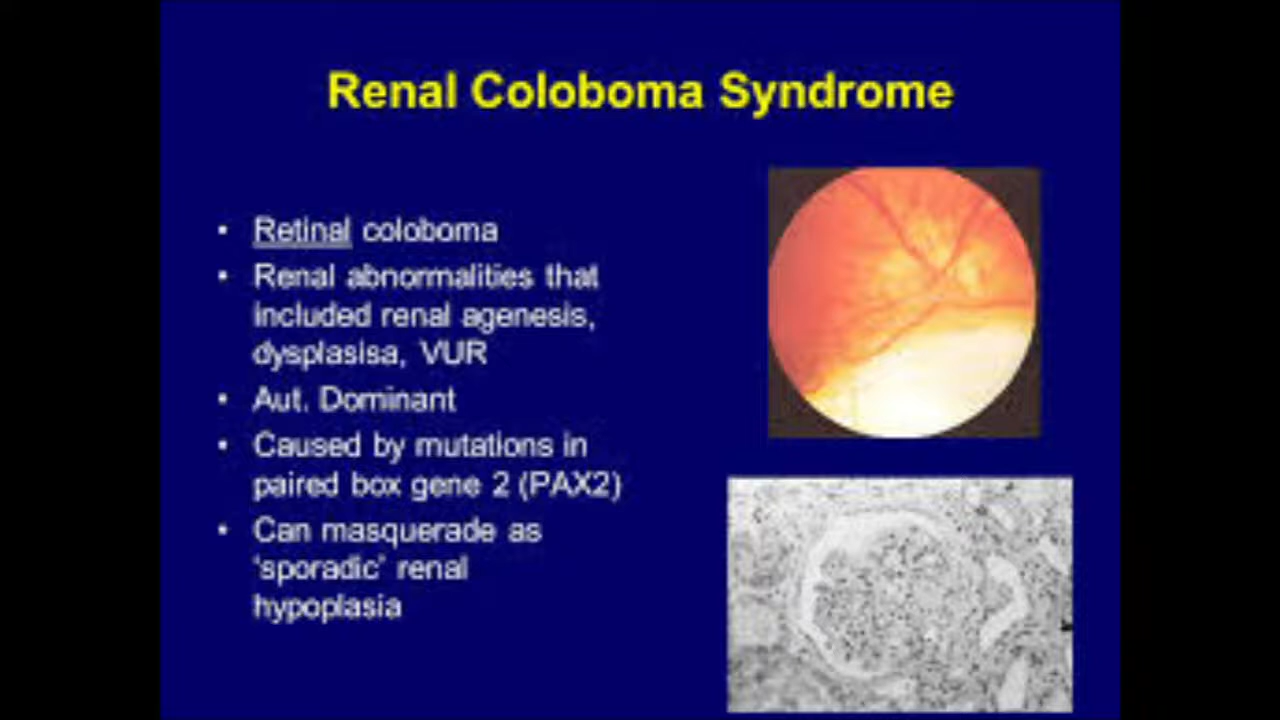 Renal Coloboma Syndrome
• Retinal coloboma
• Renal abnormalities that
included renal agenesis,
dysplasisa, VUR
• Aut. Dominant
• Caused by mutations in
paired box gene 2 (PAX2)
• Can masquerade as
'sporadic' renal
hypoplasia